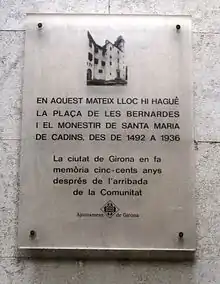 EN AQUEST MATEIX LLOC HI HAGUÈ
LA PLAÇA DE LES BERNARDES
I EL MONESTIR DE SANTA MARIA
DE CADINS, DES DE 1492 A 1936
La ciutat de Girona en fa
memòria cinc-cents anys
després de l'arribada
de la Comunitat
Ajuntament de Girona